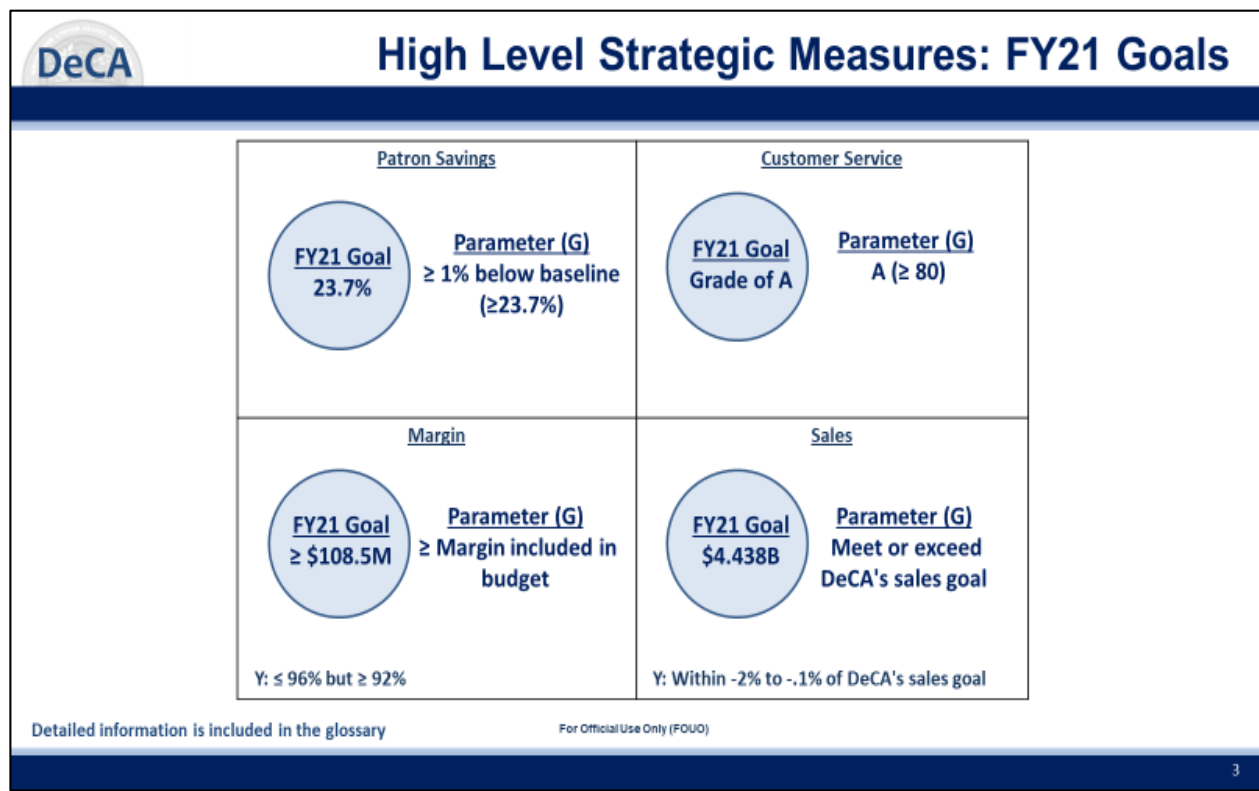 DeCA
High Level Strategic Measures: FY21 Goals
Patron Savings
FY21 Goal
23.7%
Parameter (G)
≥ 1% below baseline
(≥23.7%)
Customer Service
FY21 Goal
Grade of A
Parameter (G)
A (≥ 80)
Margin
FY21 Goal
≥ $108.5M
Parameter (G)
≥ Margin included in
budget
Y: ≤ 96% but ≥ 92%
Sales
FY21 Goal
$4.438B
Parameter (G)
Meet or exceed
DeCA's sales goal
Y: Within -2% to -.1% of DeCA's sales goal
Detailed information is included in the glossary
For Official Use Only (FOUO)
3